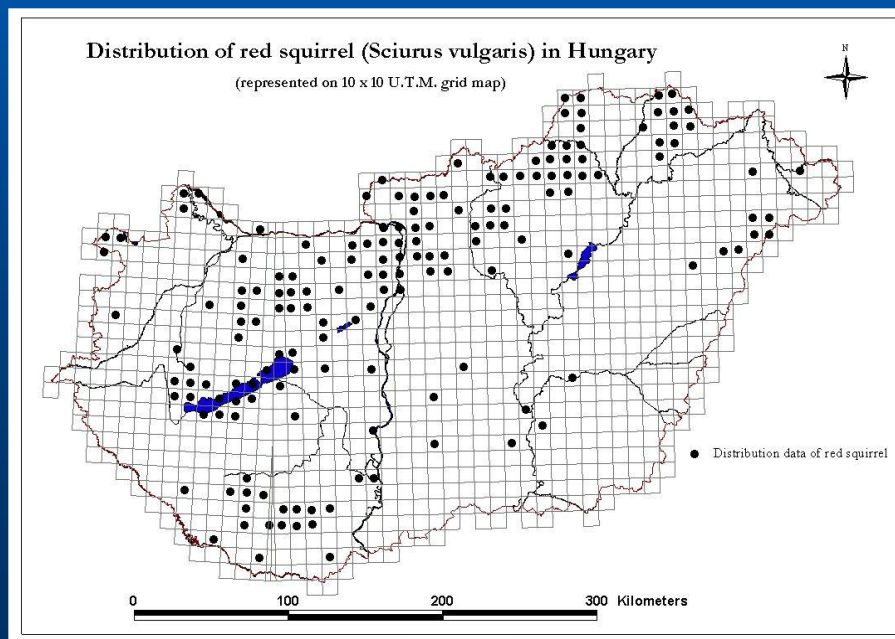 Distribution of red squirrel (Sciurus vulgaris) in Hungary
(represented on 10 x 10 U.T.M. grid map)
N
Distribution data of red squirrel
0 100 200 300 Kilometers